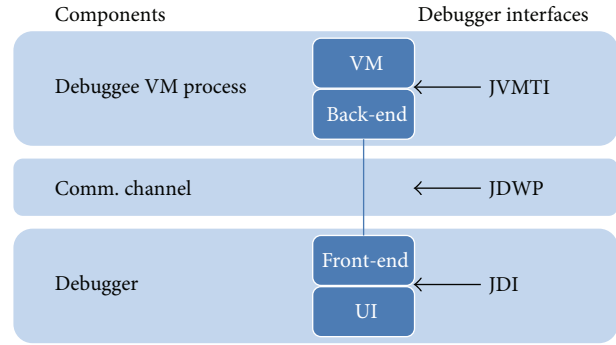 Components
Debugger interfaces
VM
Debuggee VM process
JVMTI
Back-end
Comm. channel
JDWP
Front-end
Debugger
JDI
UI